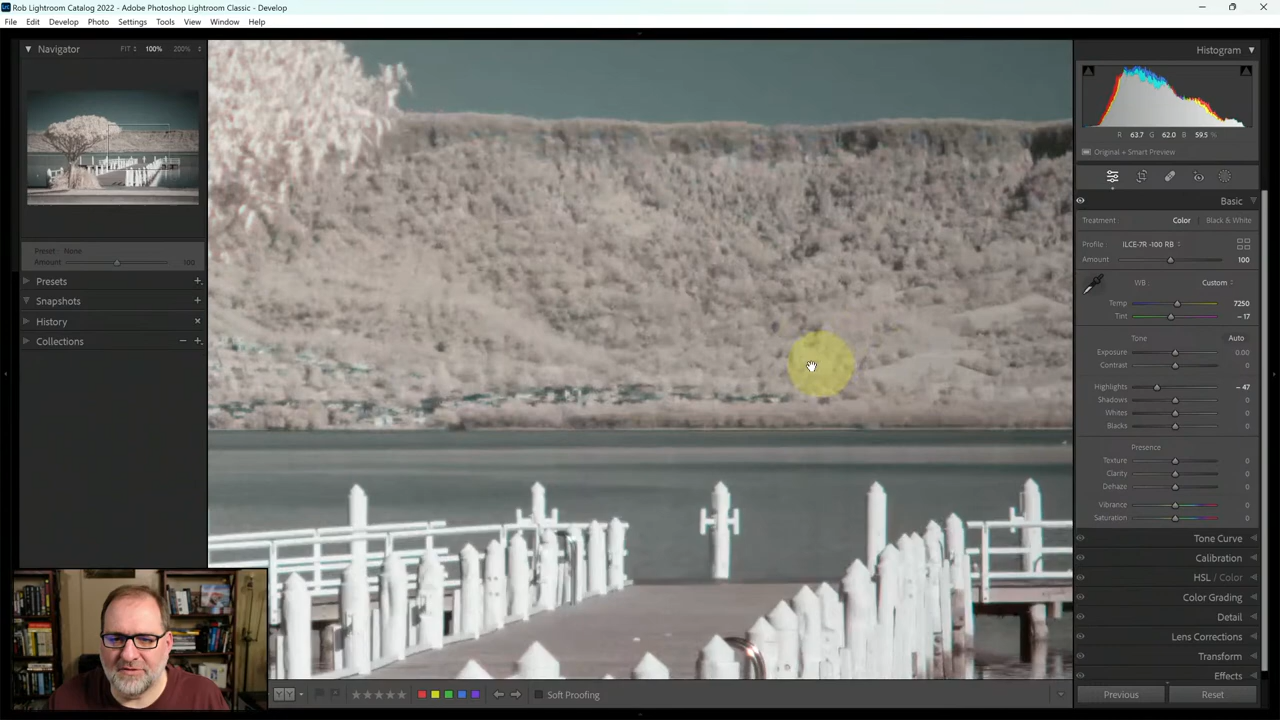 Rob Lightroom Catalog 2022 - Adobe Photoshop Lightroom Classic - Develop
File Edit Develop Photo Settings Tools View Window Help
Navigator FIT 100% 200%
Histogram
R 63.7 G 62.0 B 59.5 %
Original + Smart Preview
Basic
Treatment Color Black & White
Profile ILCE-7R -100 RB
Amount 100
WB: Custom
Temp 7250
Tint – 17
Tone Auto
Exposure 0.00
Contrast 0
Highlights – 47
Shadows 0
Whites 0
Blacks 0
Presence
Texture 0
Clarity 0
Dehaze 0
Vibrance 0
Saturation 0
Tone Curve
Calibration
HSL / Color
Color Grading
Detail
Lens Corrections
Transform
Effects
Preset: None
Amount 100
Presets
Snapshots
History
Collections
Soft Proofing
Previous Reset